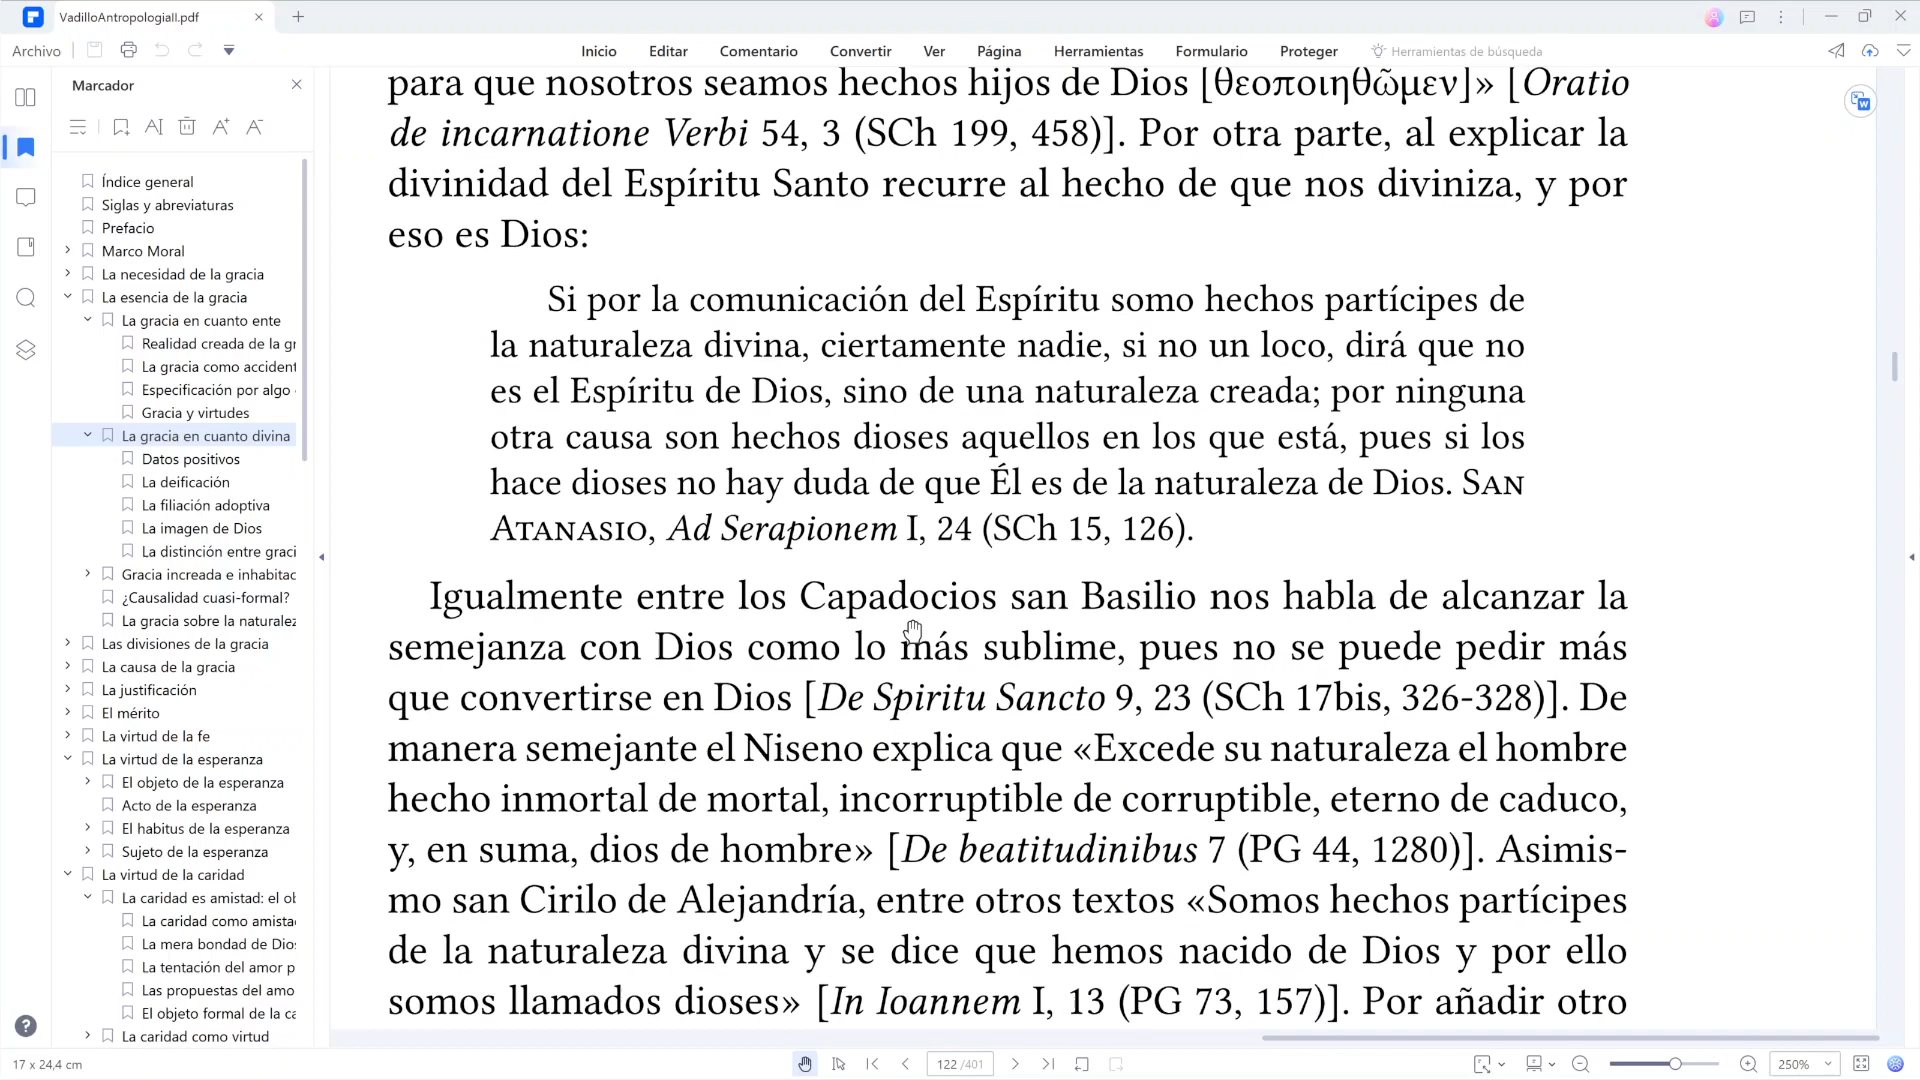 VadilloAntropologiaII.pdf
Archivo
Inicio
Editar
Comentario
Convertir
Ver
Página
Herramientas
Formulario
Proteger
Herramientas de búsqueda
Marcador
Índice general
Siglas y abreviaturas
Prefacio
Marco Moral
La necesidad de la gracia
La esencia de la gracia
La gracia en cuanto ente
Realidad creada de la gr
La gracia como accident
Especificación por algo
Gracia y virtudes
La gracia en cuanto divina
Datos positivos
La deificación
La filiación adoptiva
La imagen de Dios
La distinción entre graci
Gracia increada e inhabitac
¿Causalidad cuasi-formal?
La gracia sobre la naturalez
Las divisiones de la gracia
La causa de la gracia
La justificación
El mérito
La virtud de la fe
La virtud de la esperanza
El objeto de la esperanza
Acto de la esperanza
El habitus de la esperanza
Sujeto de la esperanza
La virtud de la caridad
La caridad es amistad: el ob
La caridad como amista
La mera bondad de Dio
La tentación del amor p
Las propuestas del amo
El objeto formal de la ca
La caridad como virtud
para que nosotros seamos hechos hijos de Dios [θεοποιηθῶμεν]» [Oratio
de incarnatione Verbi 54, 3 (SCh 199, 458)]. Por otra parte, al explicar la
divinidad del Espíritu Santo recurre al hecho de que nos diviniza, y por
eso es Dios:
Si por la comunicación del Espíritu somo hechos partícipes de
la naturaleza divina, ciertamente nadie, si no un loco, dirá que no
es el Espíritu de Dios, sino de una naturaleza creada; por ninguna
otra causa son hechos dioses aquellos en los que está, pues si los
hace dioses no hay duda de que Él es de la naturaleza de Dios. SAN
ATANASIO, Ad Serapionem I, 24 (SCh 15, 126).
Igualmente entre los Capadocios san Basilio nos habla de alcanzar la
semejanza con Dios como lo más sublime, pues no se puede pedir más
que convertirse en Dios [De Spiritu Sancto 9, 23 (SCh 17bis, 326-328)]. De
manera semejante el Niseno explica que «Excede su naturaleza el hombre
hecho inmortal de mortal, incorruptible de corruptible, eterno de caduco,
y, en suma, dios de hombre» [De beatitudinibus 7 (PG 44, 1280)]. Asimis-
mo san Cirilo de Alejandría, entre otros textos «Somos hechos partícipes
de la naturaleza divina y se dice que hemos nacido de Dios y por ello
somos llamados dioses» [In Ioannem I, 13 (PG 73, 157)]. Por añadir otro
17 x 24,4 cm
122 /401
250%